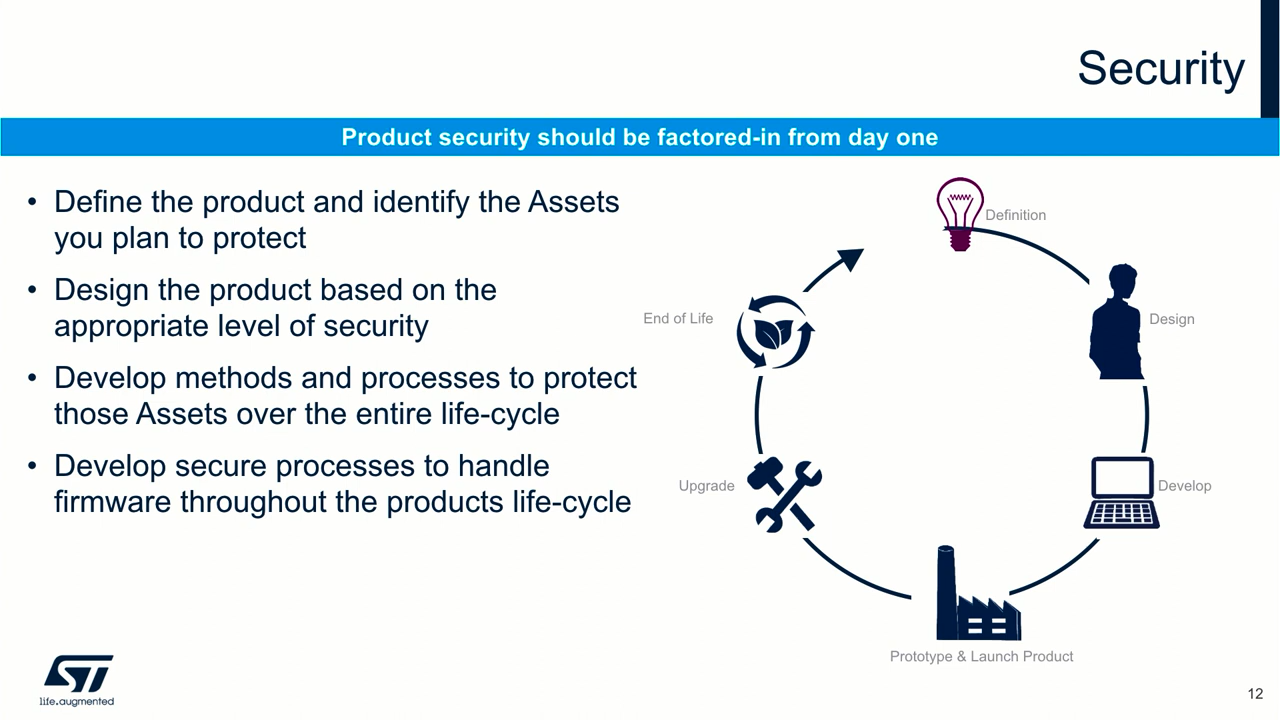 Security
Product security should be factored-in from day one
• Define the product and identify the Assets
you plan to protect
• Design the product based on the
appropriate level of security
• Develop methods and processes to protect
those Assets over the entire life-cycle
• Develop secure processes to handle
firmware throughout the products life-cycle
Definition
Design
Develop
Prototype & Launch Product
Upgrade
End of Life
ST
life.augmented
12